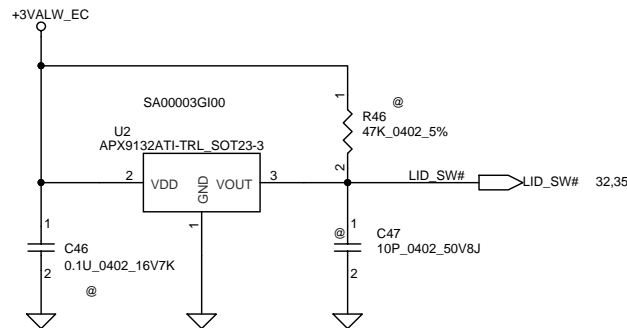 +3VALW_EC
SA00003GI00
U2
APX9132ATI-TRL_SOT23-3
2
VDD
GND
VOUT
3
1
1
@
R46
47K_0402_5%
2
LID_SW#
LID_SW#
32,35
1
C46
0.1U_0402_16V7K
2
@
1
@
C47
10P_0402_50V8J
2